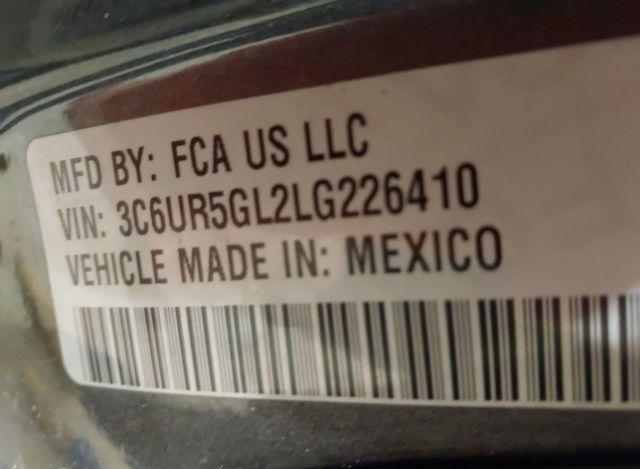 MFD BY: FCA US LLC
VIN: 3C6UR5GL2LG226410
VEHICLE MADE IN: MEXICO